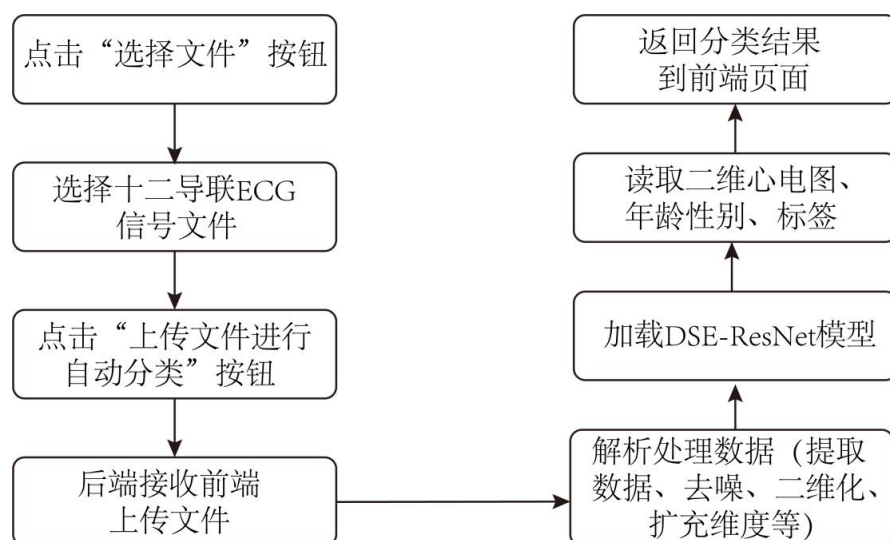 点击“选择文件”按钮
选择十二导联ECG
信号文件
点击“上传文件进行
自动分类”按钮
后端接收前端
上传文件
解析处理数据（提取
数据、去噪、二维化、
扩充维度等）
加载DSE-ResNet模型
读取二维心电图、
年龄性别、标签
返回分类结果
到前端页面